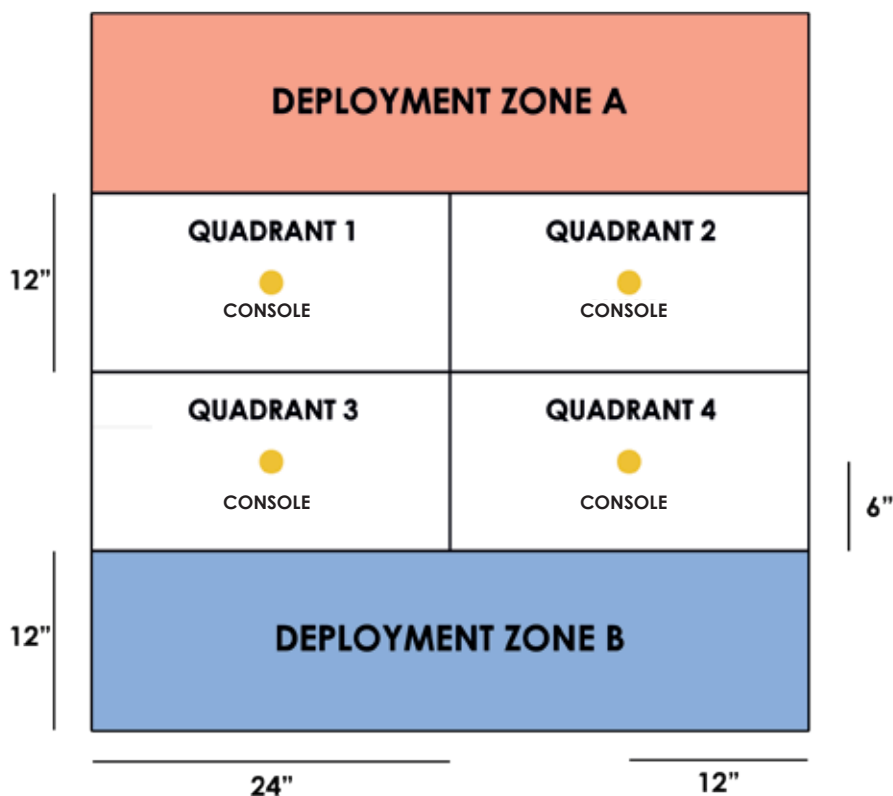 DEPLOYMENT ZONE A
QUADRANT 1
QUADRANT 2
12”
CONSOLE
CONSOLE
QUADRANT 3
QUADRANT 4
CONSOLE
CONSOLE
6”
12”
DEPLOYMENT ZONE B
24”
12”